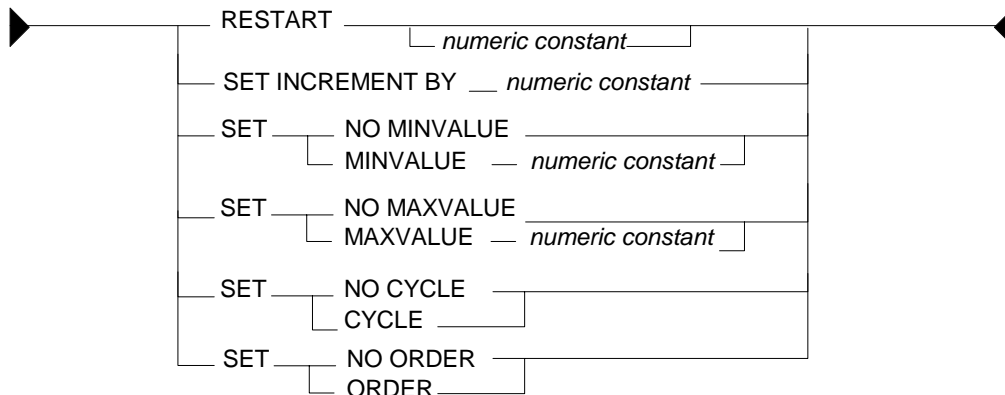 RESTART
numeric constant
SET INCREMENT BY numeric constant
SET NO MINVALUE
MINVALUE numeric constant
SET NO MAXVALUE
MAXVALUE numeric constant
SET NO CYCLE
CYCLE
SET NO ORDER
ORDER